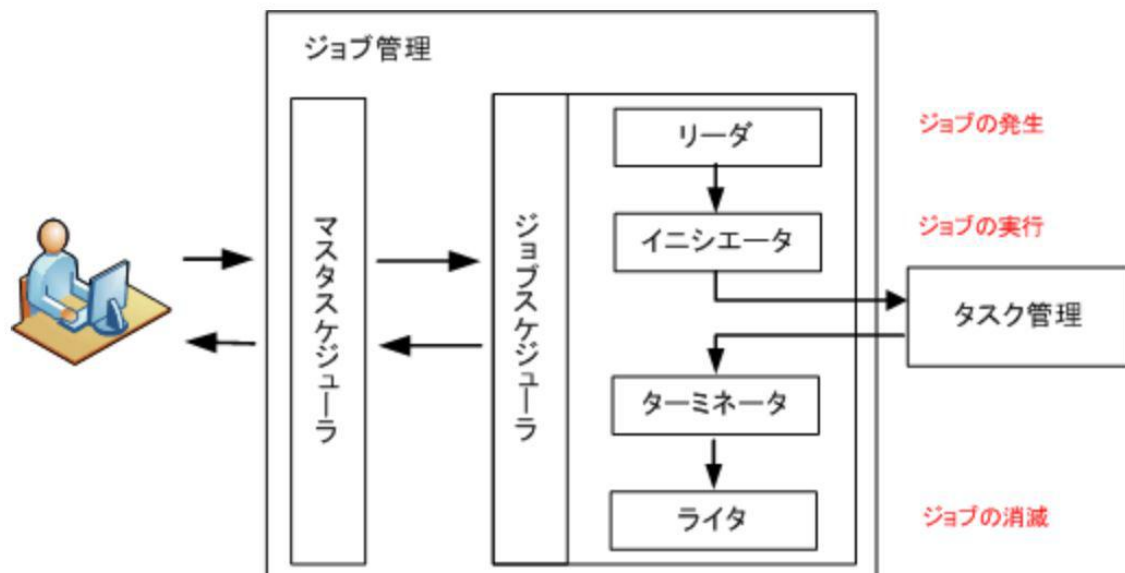 ジョブ管理
マスタスケジューラ
ジョブスケジューラ
リーダ
ジョブの発生
イニシエータ
ジョブの実行
タスク管理
ターミネータ
ライタ
ジョブの消滅